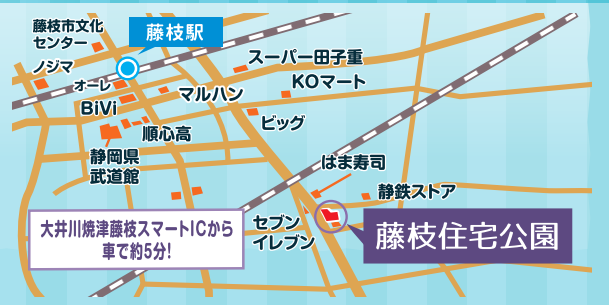 藤枝市文化
センター
藤枝駅
ノジマ
オーレ
BiVi
マルハン
スーパー田子重
KOマート
ビッグ
順心高
静岡県
武道館
はま寿司
静鉄ストア
セブン
イレブン
大井川焼津藤枝スマートICから
車で約5分!
藤枝住宅公園